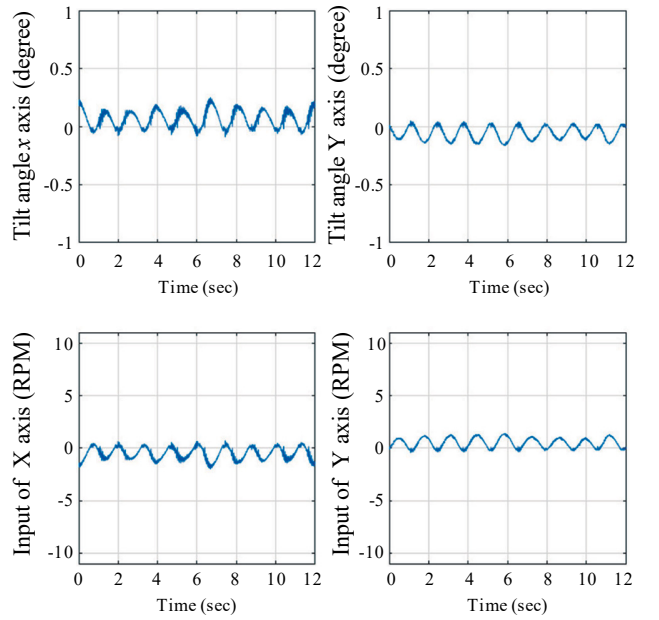 Tilt angle x axis (degree)
1
0.5
0
-0.5
-1
0 2 4 6 8 10 12
Time (sec)
Tilt angle Y axis (degree)
1
0.5
0
-0.5
-1
0 2 4 6 8 10 12
Time (sec)
Input of X axis (RPM)
10
5
0
-5
-10
0 2 4 6 8 10 12
Time (sec)
Input of Y axis (RPM)
10
5
0
-5
-10
0 2 4 6 8 10 12
Time (sec)